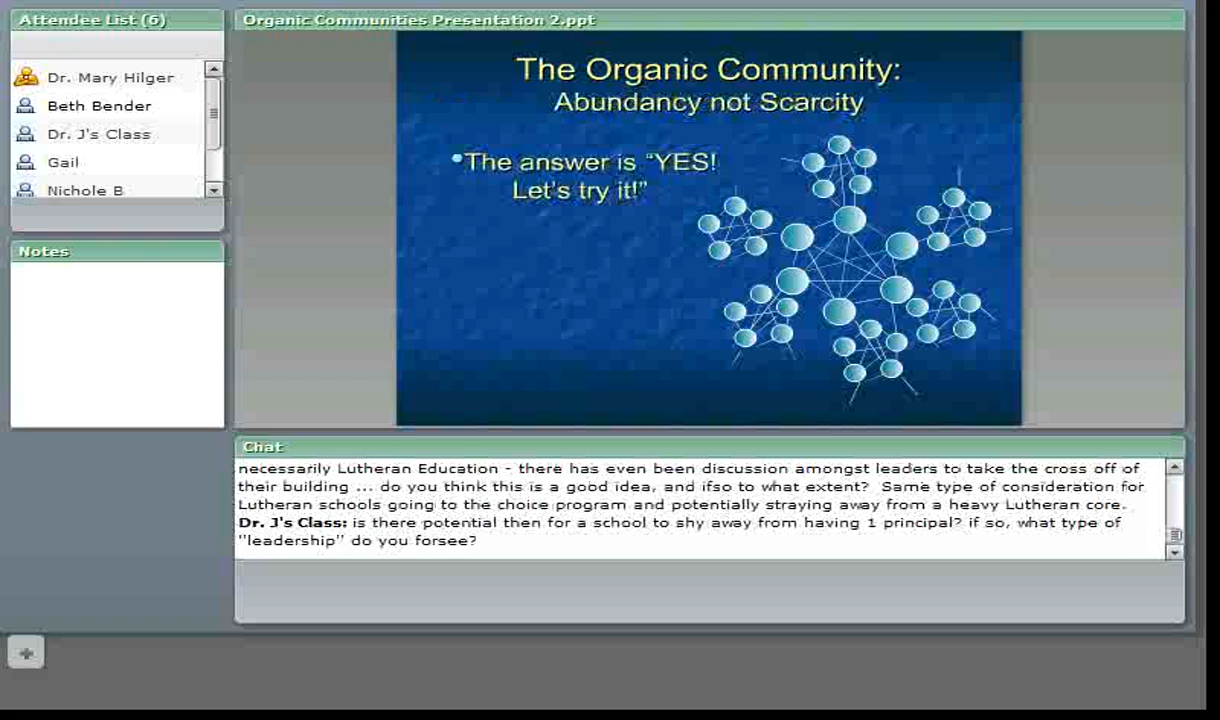 Attendee List (6)
Dr. Mary Hilger
Beth Bender
Dr. J's Class
Gail
Nichole B
Notes
Organic Communities Presentation 2.ppt
The Organic Community:
Abundancy not Scarcity
•The answer is “YES!
Let’s try it!”
Chat
necessarily Lutheran Education - there has even been discussion amongst leaders to take the cross off of
their building ... do you think this is a good idea, and ifso to what extent? Same type of consideration for
Lutheran schools going to the choice program and potentially straying away from a heavy Lutheran core.
Dr. J's Class: is there potential then for a school to shy away from having 1 principal? if so, what type of
"leadership" do you forsee?